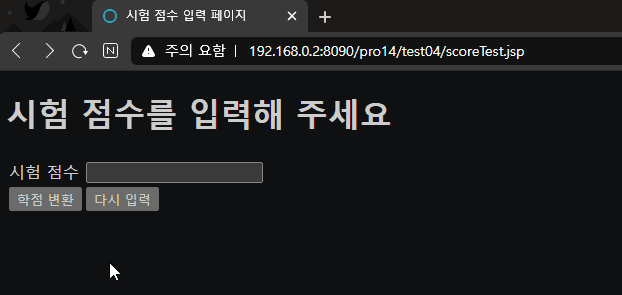 시험 점수 입력 페이지
주의 요함 | 192.168.0.2:8090/pro14/test04/scoreTest.jsp
시험 점수를 입력해 주세요
시험 점수
학점 변환 다시 입력